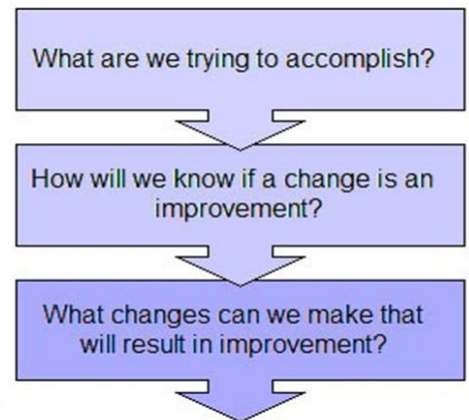 What are we trying to accomplish?
How will we know if a change is an
improvement?
What changes can we make that
will result in improvement?